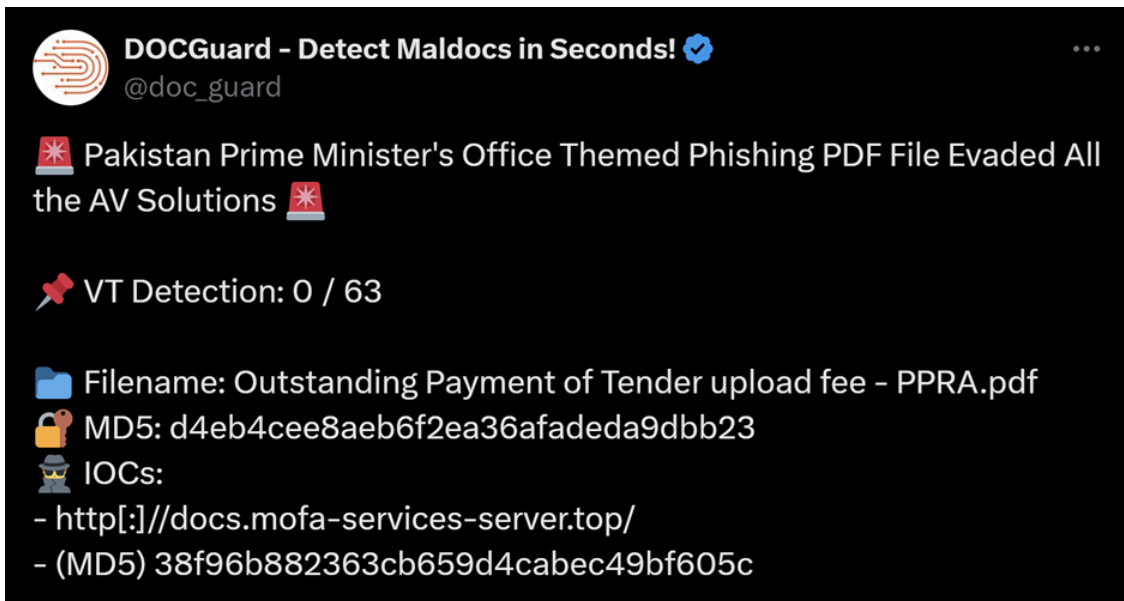 DOCGuard - Detect Maldocs in Seconds!
@doc_guard
🚨 Pakistan Prime Minister's Office Themed Phishing PDF File Evaded All
the AV Solutions 🚨
📌 VT Detection: 0 / 63
📁 Filename: Outstanding Payment of Tender upload fee - PPRA.pdf
🔐 MD5: d4eb4cee8aeb6f2ea36afadeda9dbb23
🕵️ IOCs:
- http[:]//docs.mofa-services-server.top/
- (MD5) 38f96b882363cb659d4cabec49bf605c